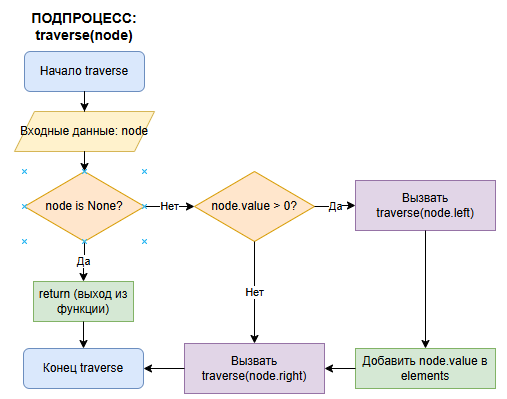 ПОДПРОЦЕСС:
traverse(node)
Начало traverse
Входные данные: node
node is None?
Нет
node.value > 0?
Да
Вызвать
traverse(node.left)
Да
Нет
return (выход из
функции)
Конец traverse
Вызвать
traverse(node.right)
Добавить node.value в
elements